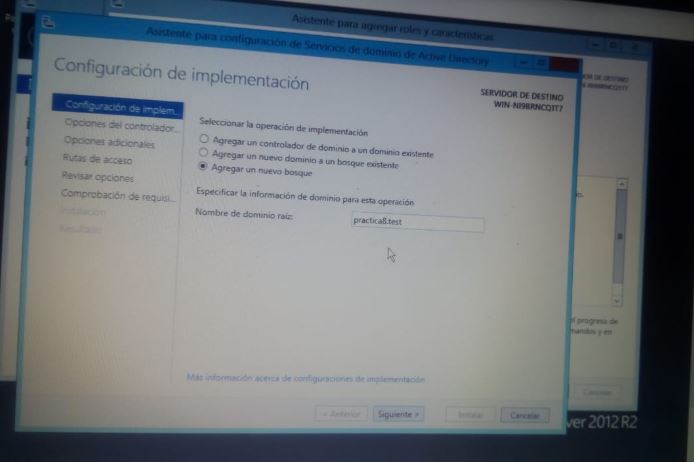 Asistente para agregar roles y características
Asistente para configuración de Servicios de dominio de Active Directory
Configuración de implementación
SERVIDOR DE DESTINO
WIN-NI9BRNCQ1T7
Configuración de implem...
Opciones del controlador...
Opciones adicionales
Rutas de acceso
Revisar opciones
Comprobación de requisi...
Instalación
Resultado
Seleccionar la operación de implementación
Agregar un controlador de dominio a un dominio existente
Agregar un nuevo dominio a un bosque existente
Agregar un nuevo bosque
Especificar la información de dominio para esta operación
Nombre de dominio raíz:
practica8.test
Más información acerca de configuraciones de implementación
< Anterior
Siguiente >
Instalar
Cancelar
el progreso de
mandos y en
Cancelar
ver 2012 R2